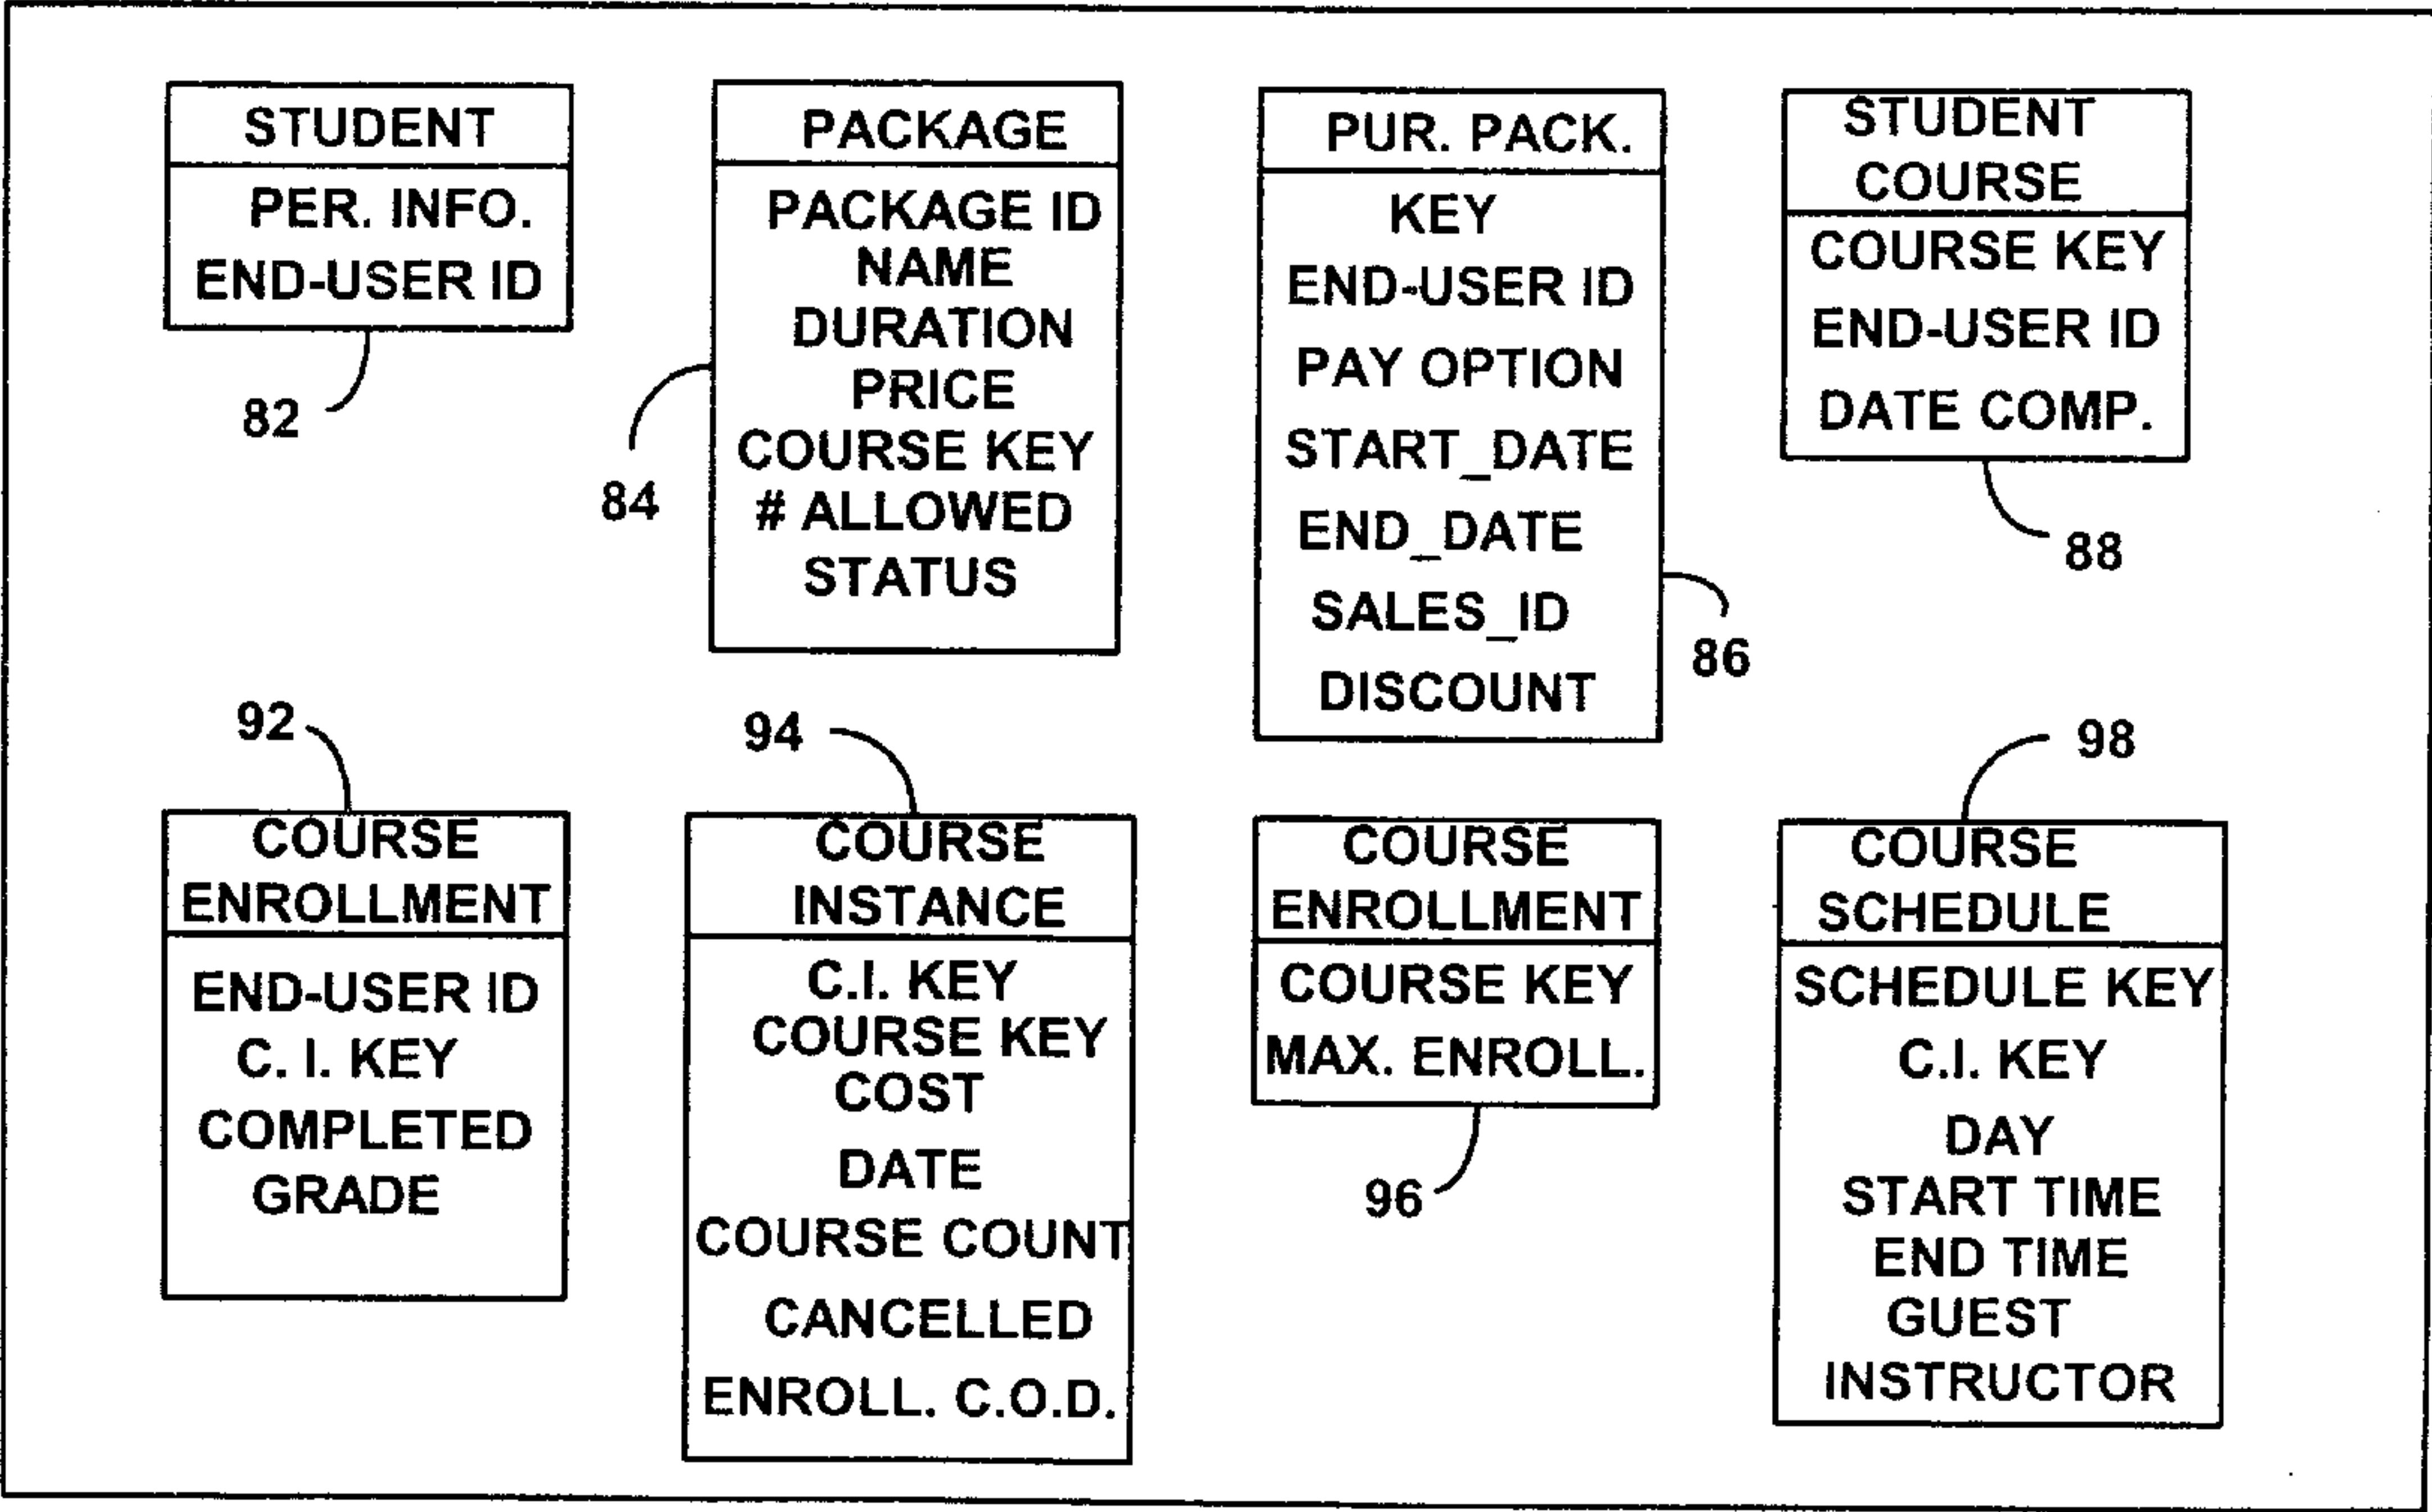 STUDENT
PER. INFO.
END-USER ID
82
PACKAGE
PACKAGE ID
NAME
DURATION
PRICE
COURSE KEY
# ALLOWED
STATUS
84
PUR. PACK.
KEY
END-USER ID
PAY OPTION
START_DATE
END_DATE
SALES_ID
DISCOUNT
86
STUDENT
COURSE
COURSE KEY
END-USER ID
DATE COMP.
88
92
COURSE
ENROLLMENT
END-USER ID
C. I. KEY
COMPLETED
GRADE
94
COURSE
INSTANCE
C.I. KEY
COURSE KEY
COST
DATE
COURSE COUNT
CANCELLED
ENROLL. C.O.D.
COURSE
ENROLLMENT
COURSE KEY
MAX. ENROLL.
96
98
COURSE
SCHEDULE
SCHEDULE KEY
C.I. KEY
DAY
START TIME
END TIME
GUEST
INSTRUCTOR